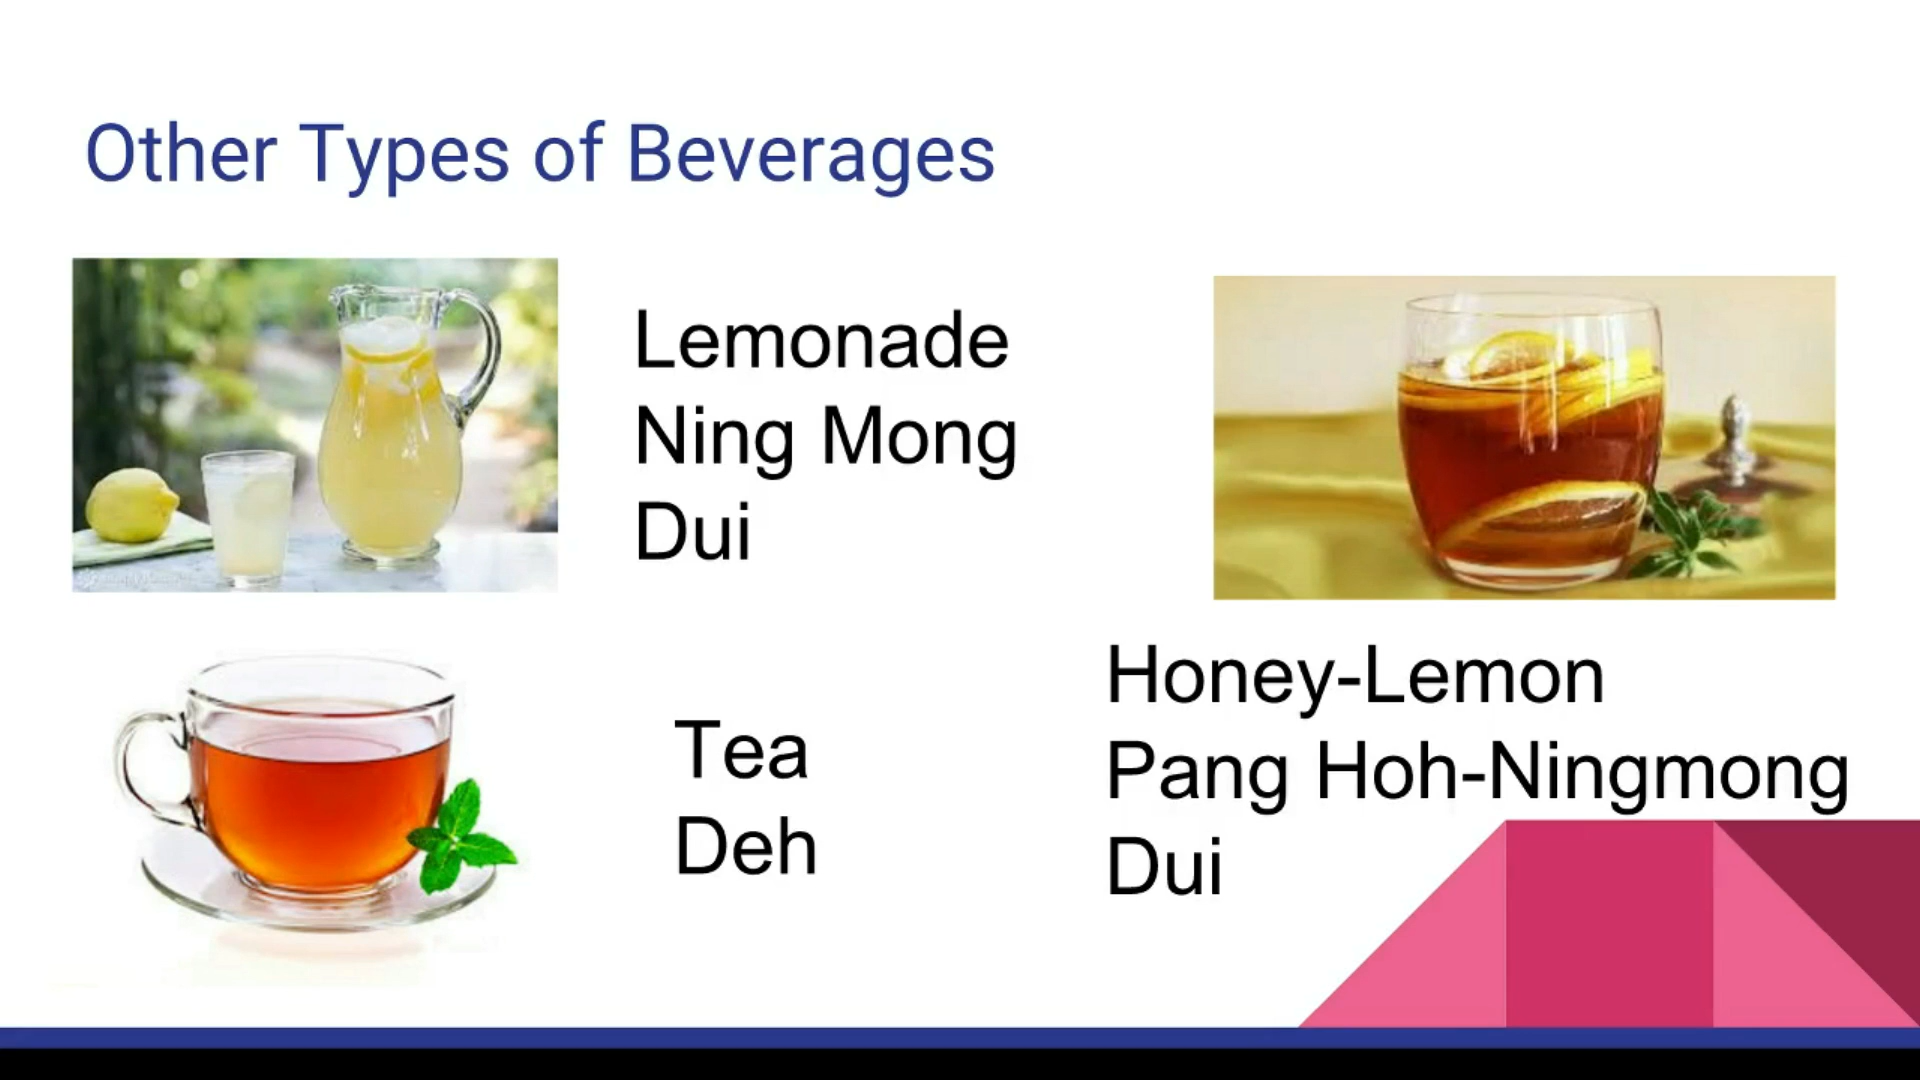 Other Types of Beverages
Lemonade
Ning Mong
Dui
Tea
Deh
Honey-Lemon
Pang Hoh-Ningmong
Dui